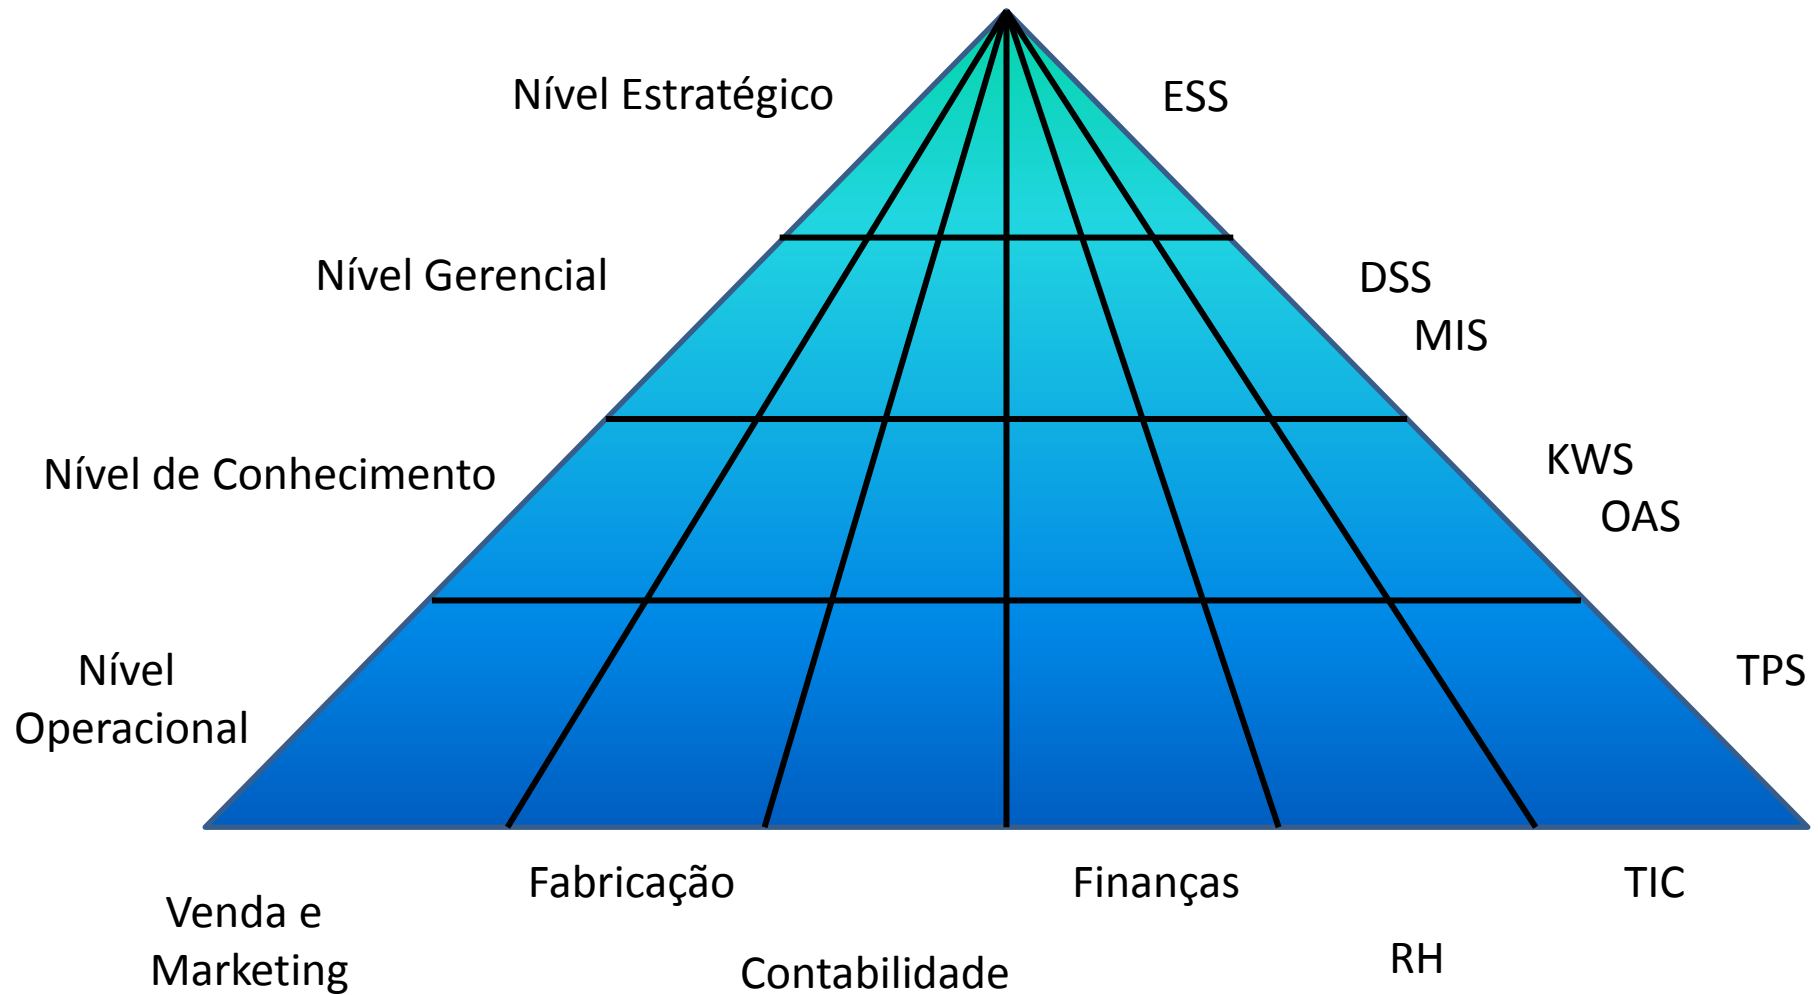 Nível Estratégico
ESS
Nível Gerencial
DSS
MIS
Nível de Conhecimento
KWS
OAS
Nível
Operacional
TPS
Venda e
Marketing
Fabricação
Contabilidade
Finanças
RH
TIC